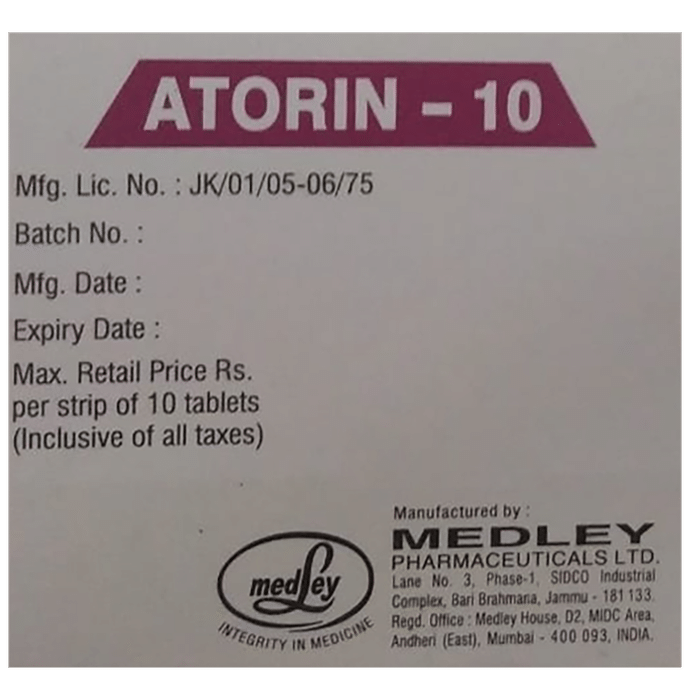 ATORIN - 10
Mfg. Lic. No. : JK/01/05-06/75
Batch No. :
Mfg. Date :
Expiry Date :
Max. Retail Price Rs.
per strip of 10 tablets
(Inclusive of all taxes)
Manufactured by :
MEDLEY
PHARMACEUTICALS LTD.
Lane No. 3, Phase-1, SIDCO Industrial
Complex, Bari Brahmana, Jammu - 181 133.
Regd. Office : Medley House, D2, MIDC Area,
Andheri (East), Mumbai - 400 093, INDIA.
medley
INTEGRITY IN MEDICINE